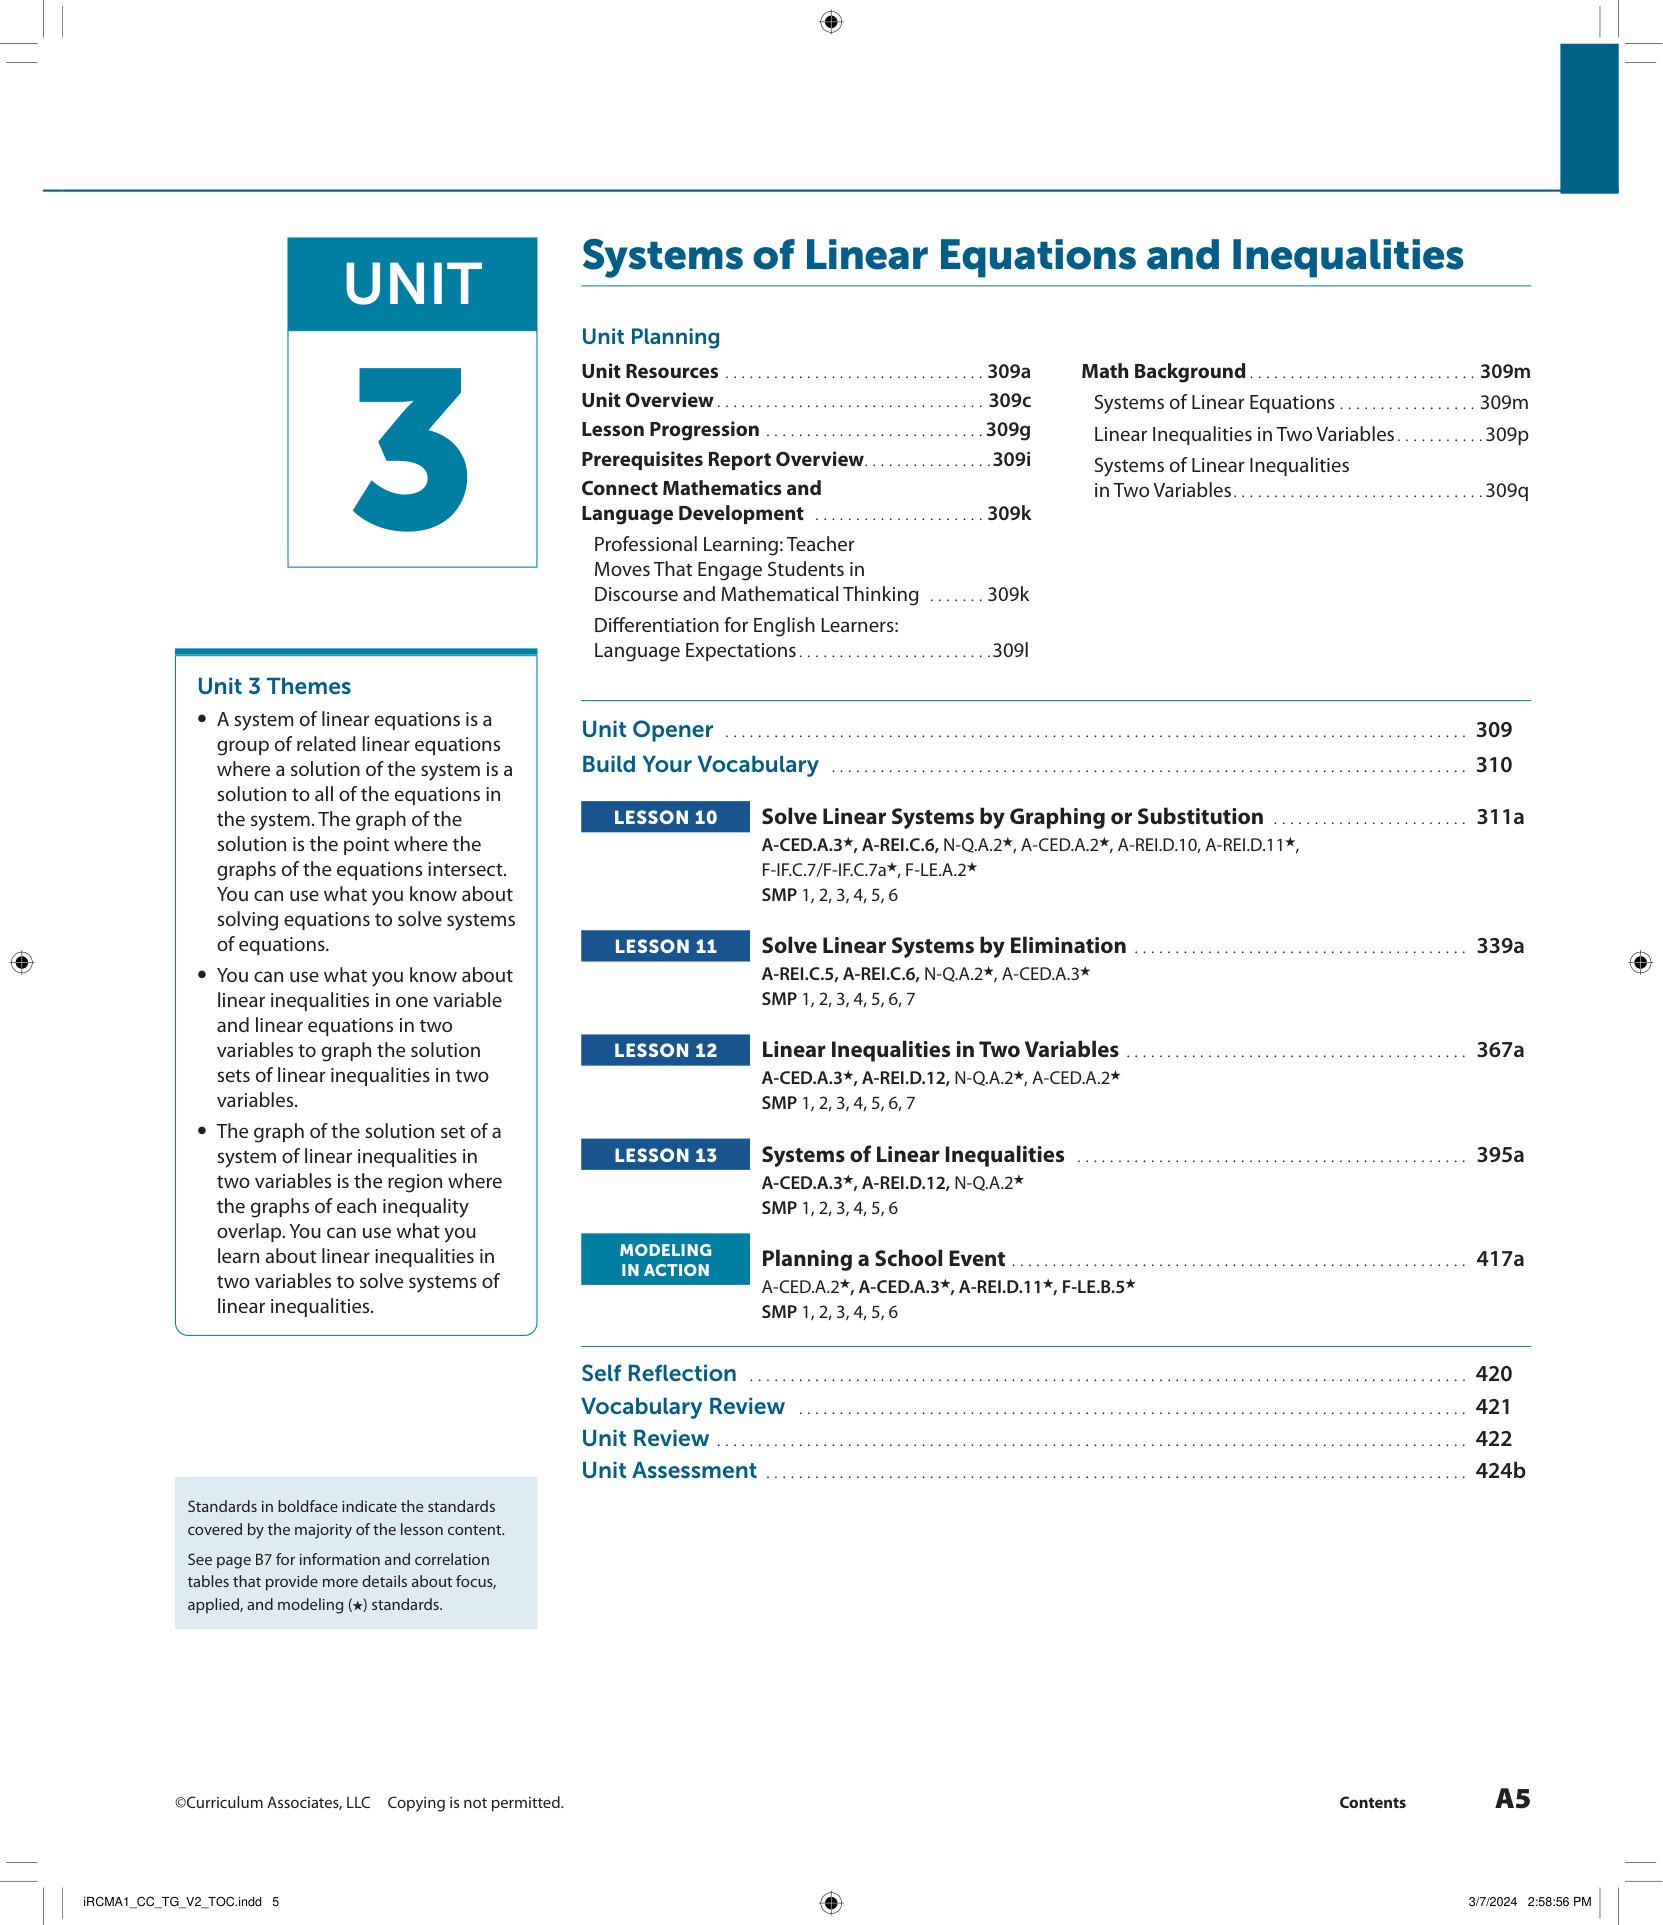 UNIT
3
Systems of Linear Equations and Inequalities
Unit Planning
Unit Resources . . . . . . . . . . . . . . . . . . . . . . . . . . . . . . . . 309a
Unit Overview . . . . . . . . . . . . . . . . . . . . . . . . . . . . . . . . . 309c
Lesson Progression . . . . . . . . . . . . . . . . . . . . . . . . . . . 309g
Prerequisites Report Overview. . . . . . . . . . . . . . . . 309i
Connect Mathematics and
Language Development . . . . . . . . . . . . . . . . . . . . . 309k
Professional Learning: Teacher
Moves That Engage Students in
Discourse and Mathematical Thinking . . . . . . . 309k
Differentiation for English Learners:
Language Expectations . . . . . . . . . . . . . . . . . . . . . . . . 309l
Math Background . . . . . . . . . . . . . . . . . . . . . . . . . . . . 309m
Systems of Linear Equations . . . . . . . . . . . . . . . . . 309m
Linear Inequalities in Two Variables . . . . . . . . . . . 309p
Systems of Linear Inequalities
in Two Variables . . . . . . . . . . . . . . . . . . . . . . . . . . . . . . . 309q
Unit 3 Themes
• A system of linear equations is a
group of related linear equations
where a solution of the system is a
solution to all of the equations in
the system. The graph of the
solution is the point where the
graphs of the equations intersect.
You can use what you know about
solving equations to solve systems
of equations.
• You can use what you know about
linear inequalities in one variable
and linear equations in two
variables to graph the solution
sets of linear inequalities in two
variables.
• The graph of the solution set of a
system of linear inequalities in
two variables is the region where
the graphs of each inequality
overlap. You can use what you
learn about linear inequalities in
two variables to solve systems of
linear inequalities.
Unit Opener . . . . . . . . . . . . . . . . . . . . . . . . . . . . . . 309
Build Your Vocabulary . . . . . . . . . . . . . . . . . . . . . . . . . . . . . . 310
LESSON 10 Solve Linear Systems by Graphing or Substitution . . . . . . . . . . . . . . . . . . . . . . . . 311a
A-CED.A.3★, A-REI.C.6, N-Q.A.2★, A-CED.A.2★, A-REI.D.10, A-REI.D.11★,
F-IF.C.7/F-IF.C.7a★, F-LE.A.2★
SMP 1, 2, 3, 4, 5, 6
LESSON 11 Solve Linear Systems by Elimination . . . . . . . . . . . . . . . . . . . . . . . . . . . . . . 339a
A-REI.C.5, A-REI.C.6, N-Q.A.2★, A-CED.A.3★
SMP 1, 2, 3, 4, 5, 6, 7
LESSON 12 Linear Inequalities in Two Variables . . . . . . . . . . . . . . . . . . . . . . . . . . . . . . 367a
A-CED.A.3★, A-REI.D.12, N-Q.A.2★, A-CED.A.2★
SMP 1, 2, 3, 4, 5, 6, 7
LESSON 13 Systems of Linear Inequalities . . . . . . . . . . . . . . . . . . . . . . . . . . . . . . 395a
A-CED.A.3★, A-REI.D.12, N-Q.A.2★
SMP 1, 2, 3, 4, 5, 6
MODELING
IN ACTION
Planning a School Event . . . . . . . . . . . . . . . . . . . . . . . . . . . . . . 417a
A-CED.A.2★, A-CED.A.3★, A-REI.D.11★, F-LE.B.5★
SMP 1, 2, 3, 4, 5, 6
Self Reflection . . . . . . . . . . . . . . . . . . . . . . . . . . . . . . 420
Vocabulary Review . . . . . . . . . . . . . . . . . . . . . . . . . . . . . . 421
Unit Review . . . . . . . . . . . . . . . . . . . . . . . . . . . . . . 422
Unit Assessment . . . . . . . . . . . . . . . . . . . . . . . . . . . . . . 424b
Standards in boldface indicate the standards
covered by the majority of the lesson content.
See page B7 for information and correlation
tables that provide more details about focus,
applied, and modeling (★) standards.
©Curriculum Associates, LLC Copying is not permitted.
Contents A5
iRCMA1_CC_TG_V2_TOC.indd 5
3/7/2024 2:58:56 PM